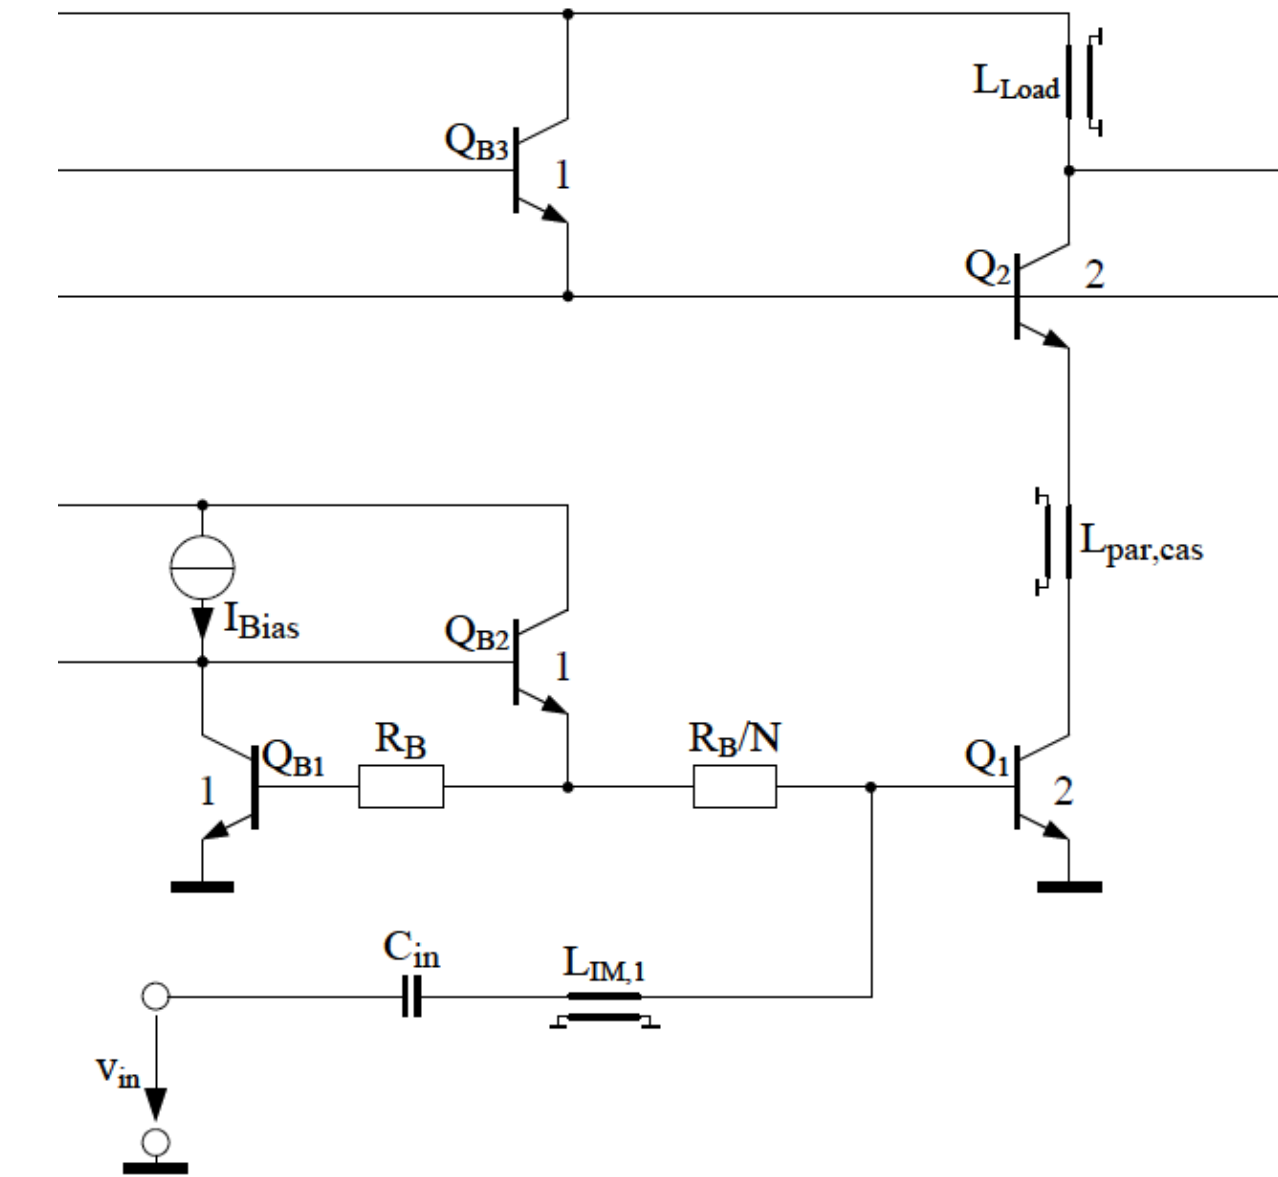 L_Load
Q_B3
1
Q_2
2
L_par,cas
I_Bias
Q_B2
1
R_B
R_B/N
Q_B1
1
Q_1
2
C_in
L_IM,1
v_in